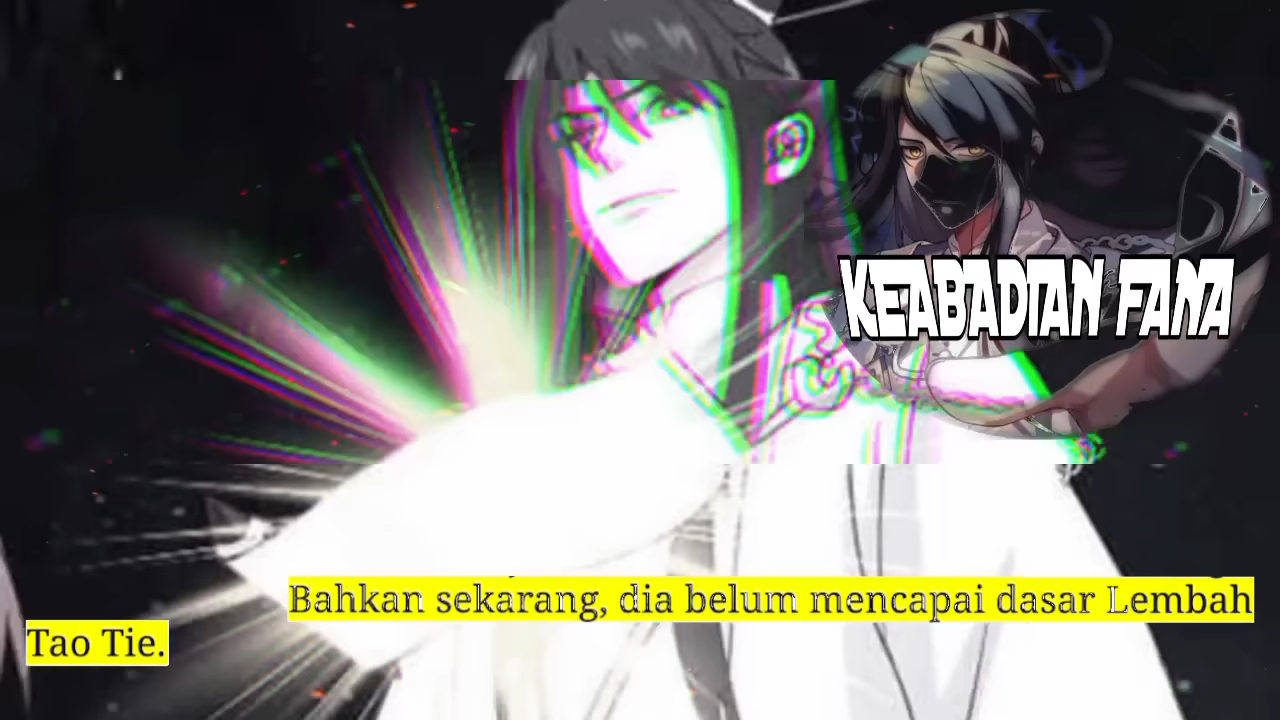 KEABADIAN FANA
Bahkan sekarang, dia belum mencapai dasar Lembah
Tao Tie.